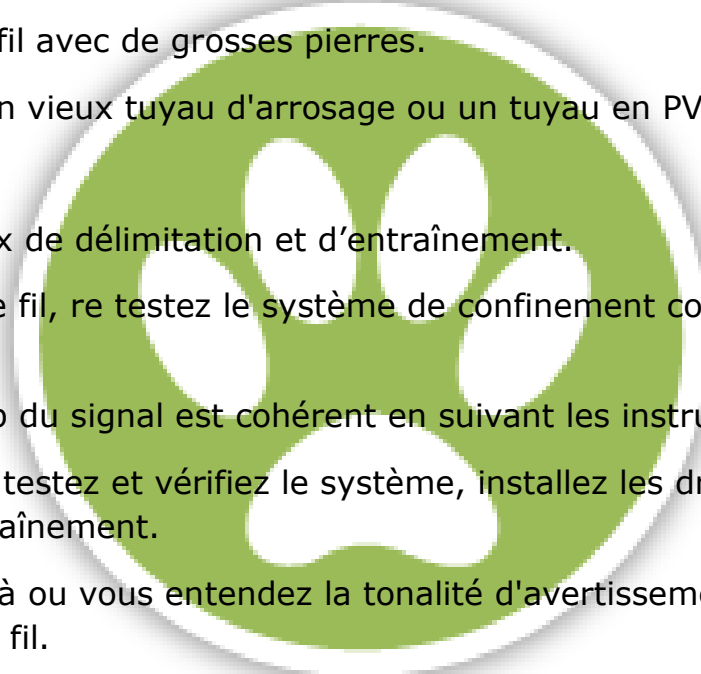 fil avec de grosses pierres.
n vieux tuyau d'arrosage ou un tuyau en PV
x de délimitation et d’entraînement.
e fil, re testez le système de confinement co
du signal est cohérent en suivant les instru
testez et vérifiez le système, installez les dr
aînement.
à ou vous entendez la tonalité d'avertisseme
fil.